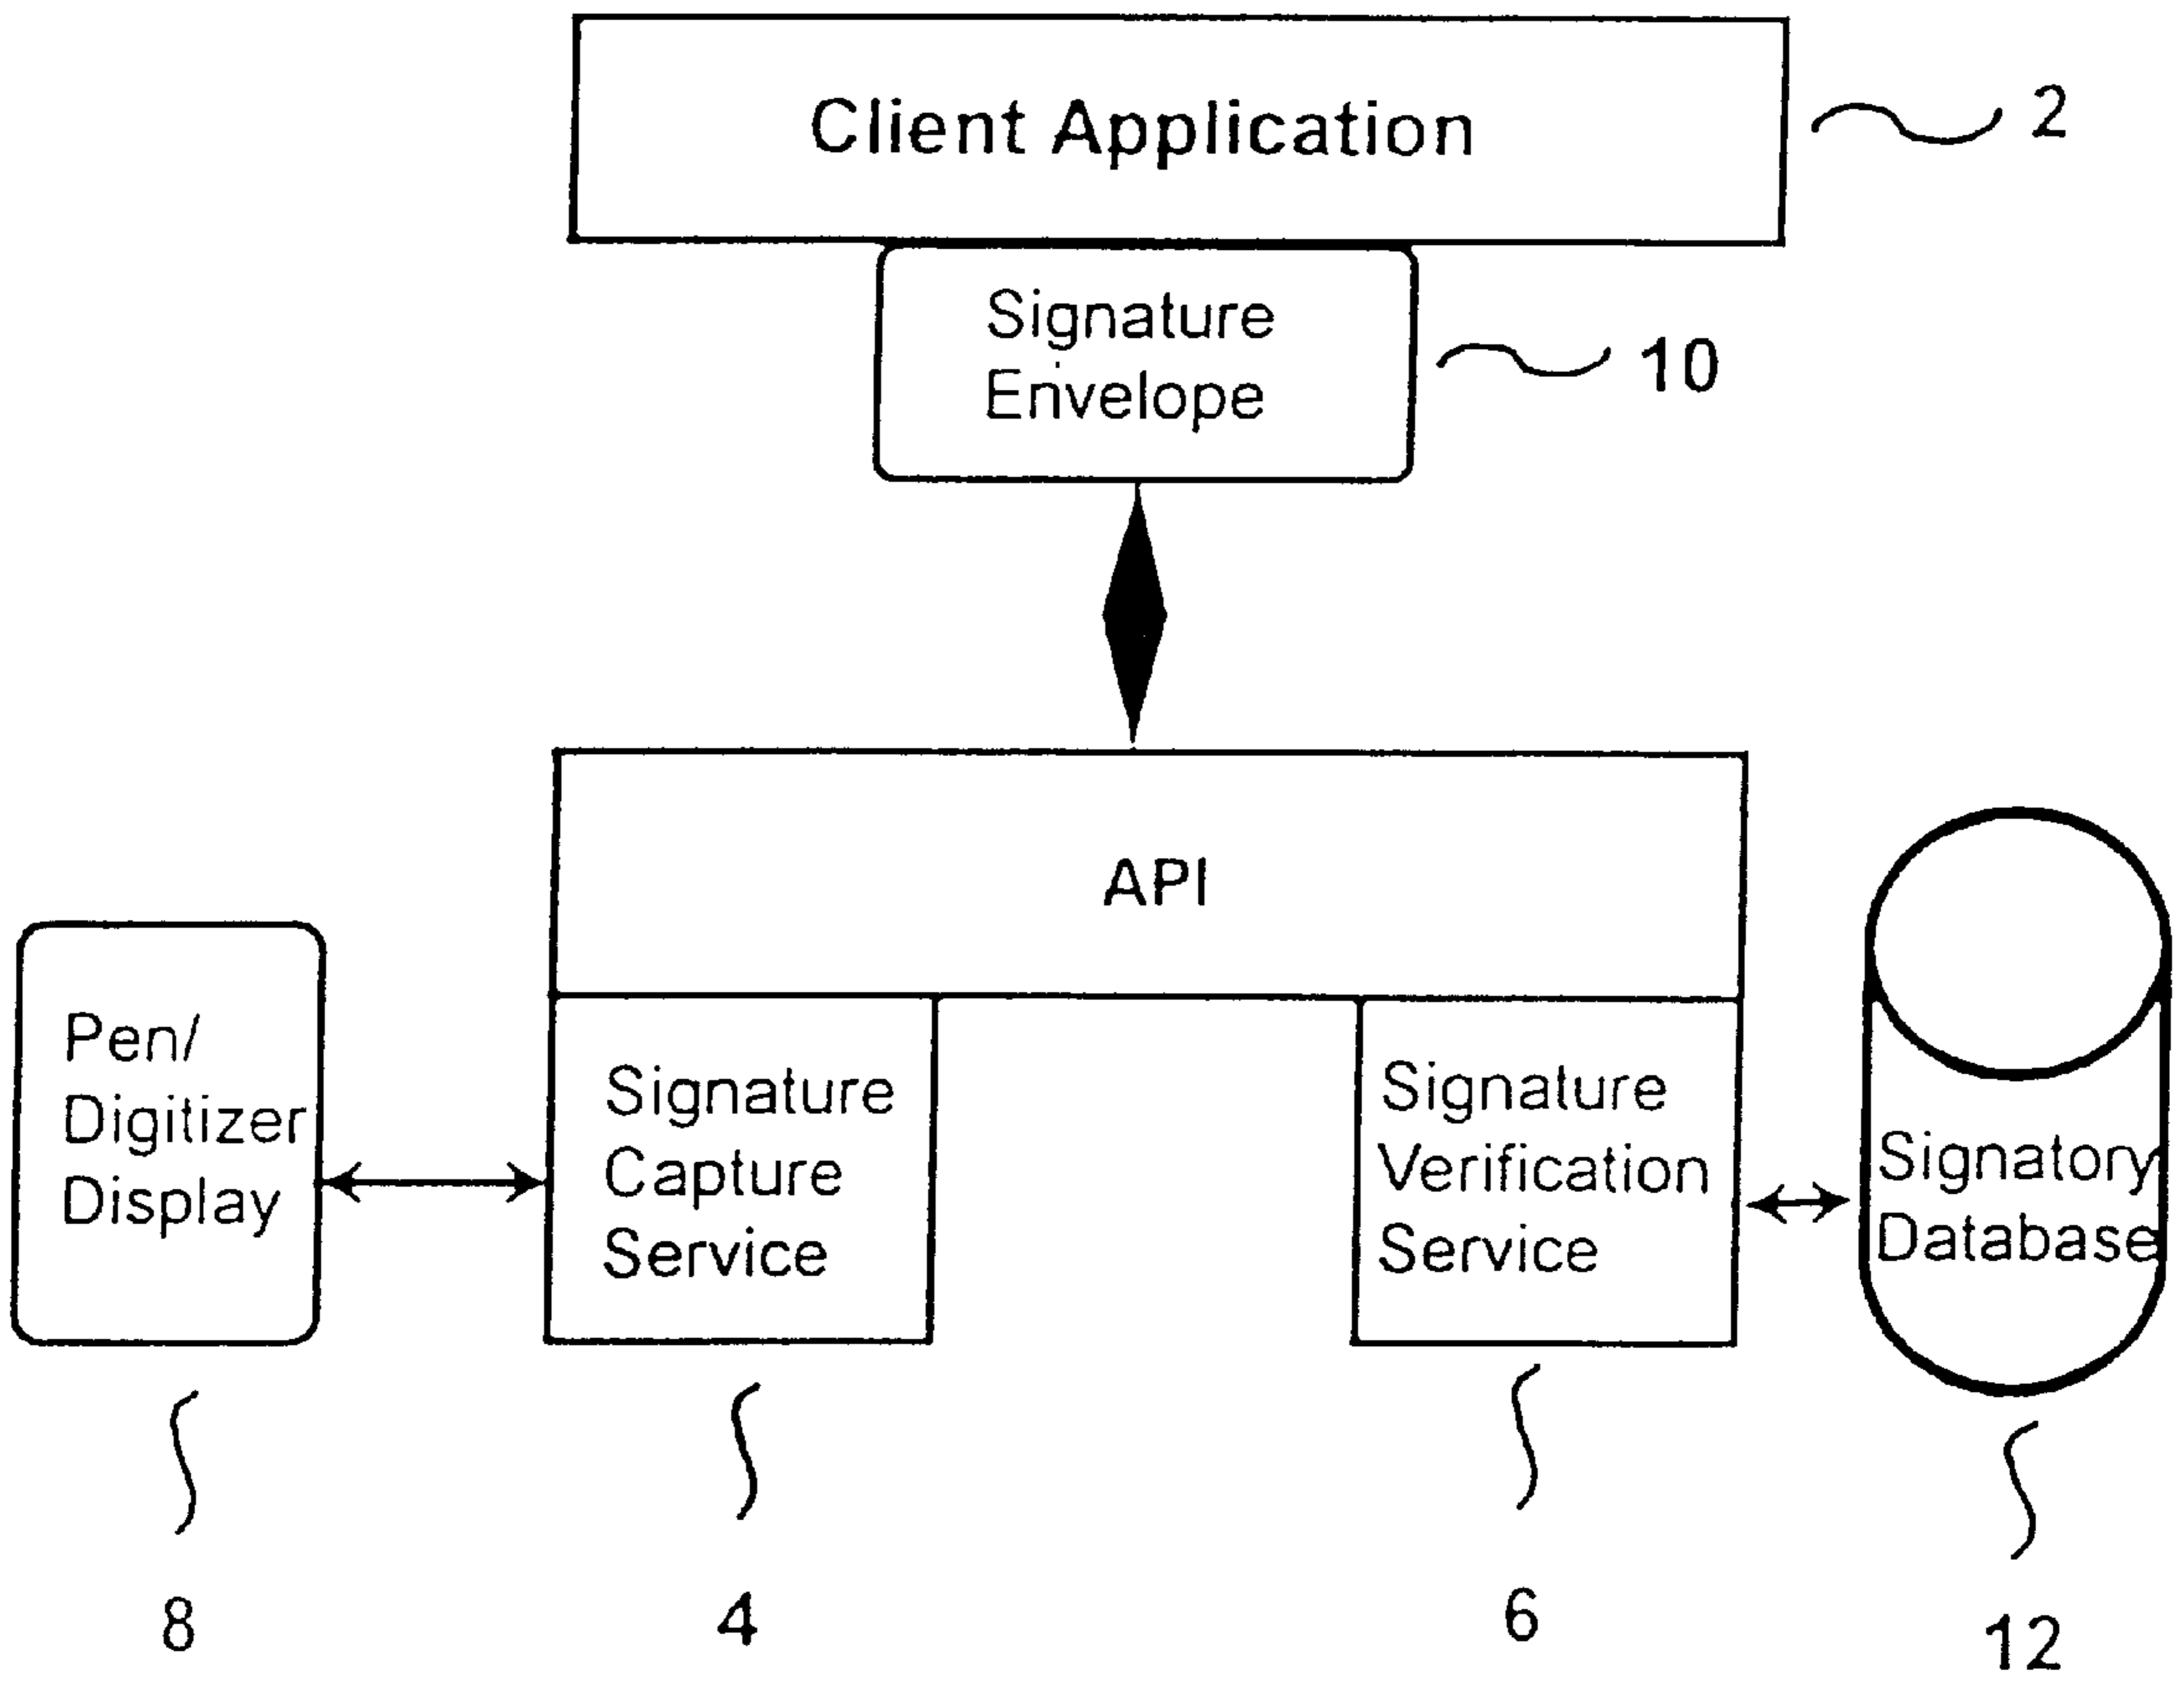 Client Application
2
Signature
Envelope
10
API
Pen/
Digitizer
Display
Signature
Capture
Service
Signature
Verification
Service
Signatory
Database
8
4
6
12